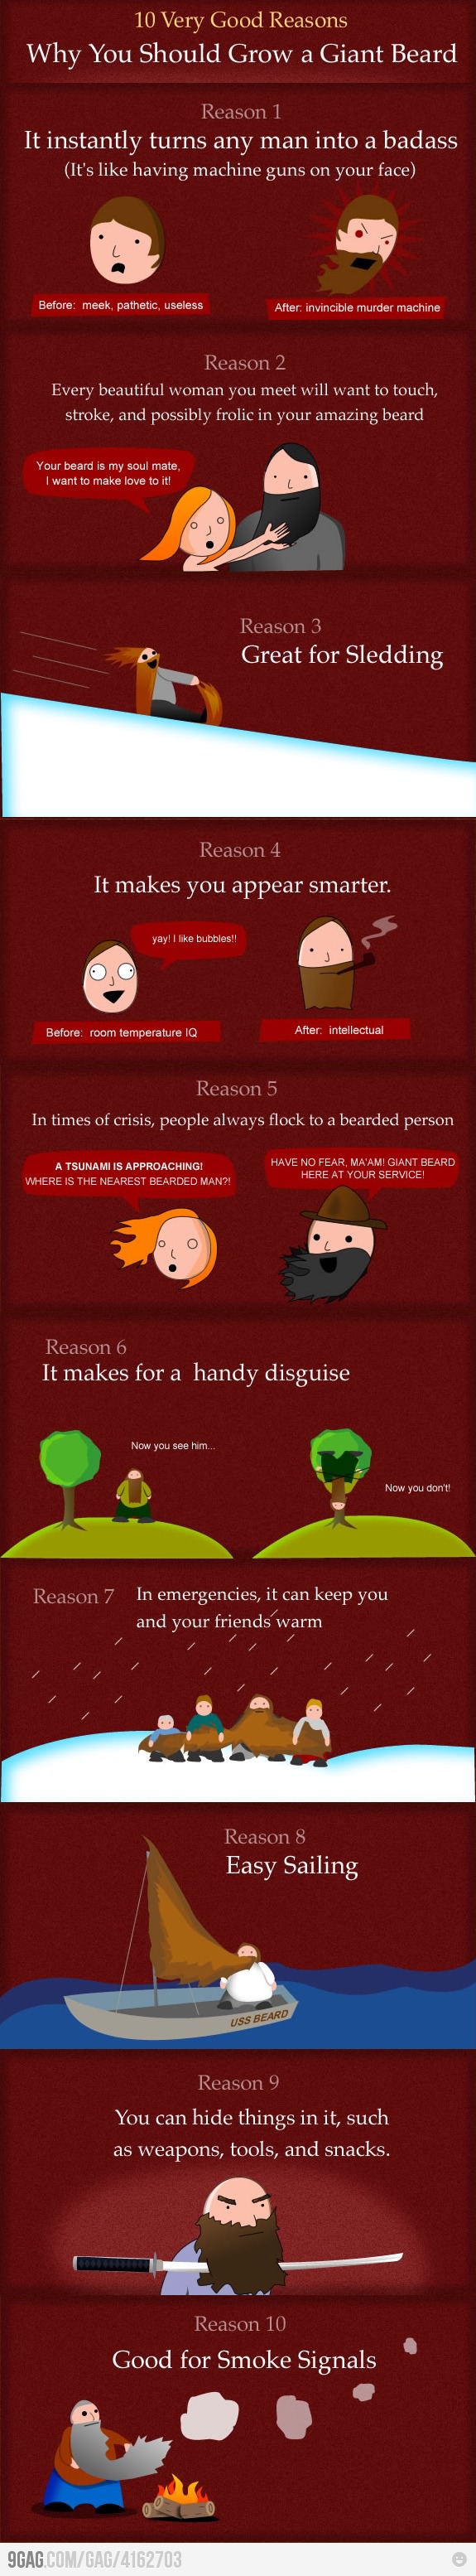 10 Very Good Reasons
Why You Should Grow a Giant Beard
Reason 1
It instantly turns any man into a badass
(It's like having machine guns on your face)
Before: meek, pathetic, useless
After: invincible murder machine
Reason 2
Every beautiful woman you meet will want to touch,
stroke, and possibly frolic in your amazing beard
Your beard is my soul mate,
I want to make love to it!
Reason 3
Great for Sledding
Reason 4
It makes you appear smarter.
yay! I like bubbles!!
Before: room temperature IQ
After: intellectual
Reason 5
In times of crisis, people always flock to a bearded person
A TSUNAMI IS APPROACHING!
WHERE IS THE NEAREST BEARDED MAN?!
HAVE NO FEAR, MA'AM! GIANT BEARD
HERE AT YOUR SERVICE!
Reason 6
It makes for a handy disguise
Now you see him...
Now you don't!
Reason 7
In emergencies, it can keep you
and your friends warm
Reason 8
Easy Sailing
USS BEARD
Reason 9
You can hide things in it, such
as weapons, tools, and snacks.
Reason 10
Good for Smoke Signals
9GAG.COM/GAG/4162703